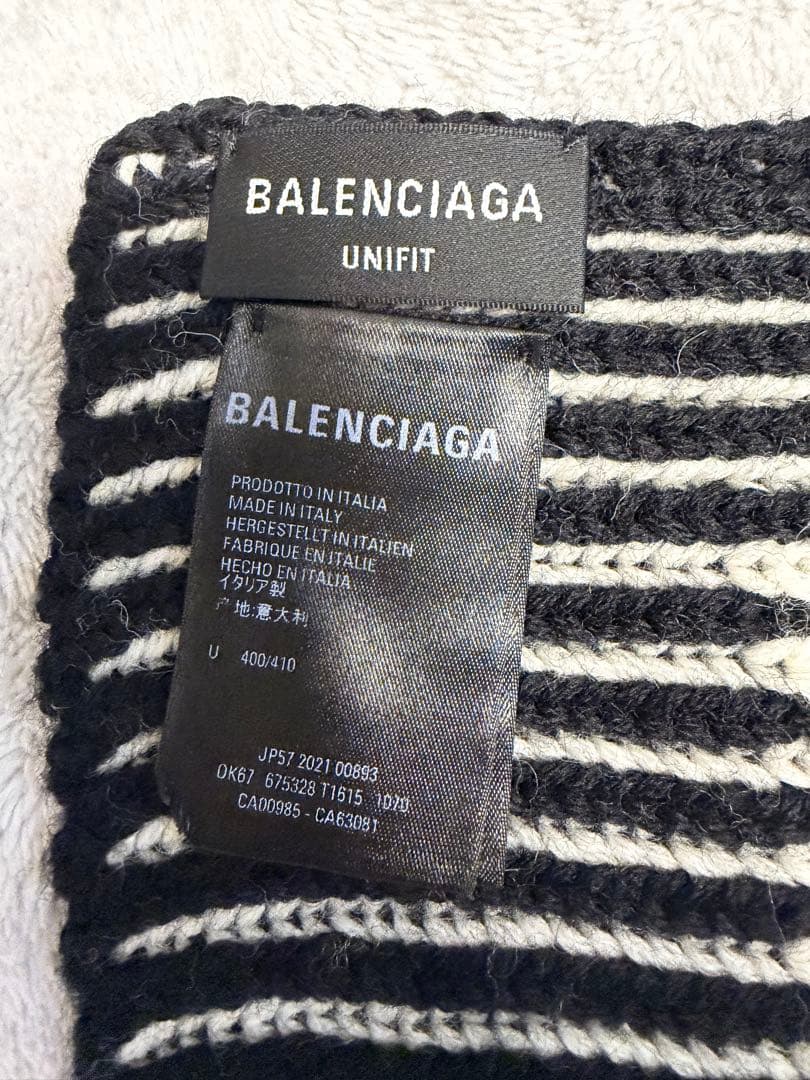 BALENCIAGA
UNIFIT
BALENCIAGA
PRODOTTO IN ITALIA
MADE IN ITALY
HERGESTELLT IN ITALIEN
FABRIQUE EN ITALIE
HECHO EN ITALIA
イタリア製
产地:意大利
U 400/410
JP57 2021 00893
OK67 675328 T1615 1070
CA00985 - CA63081